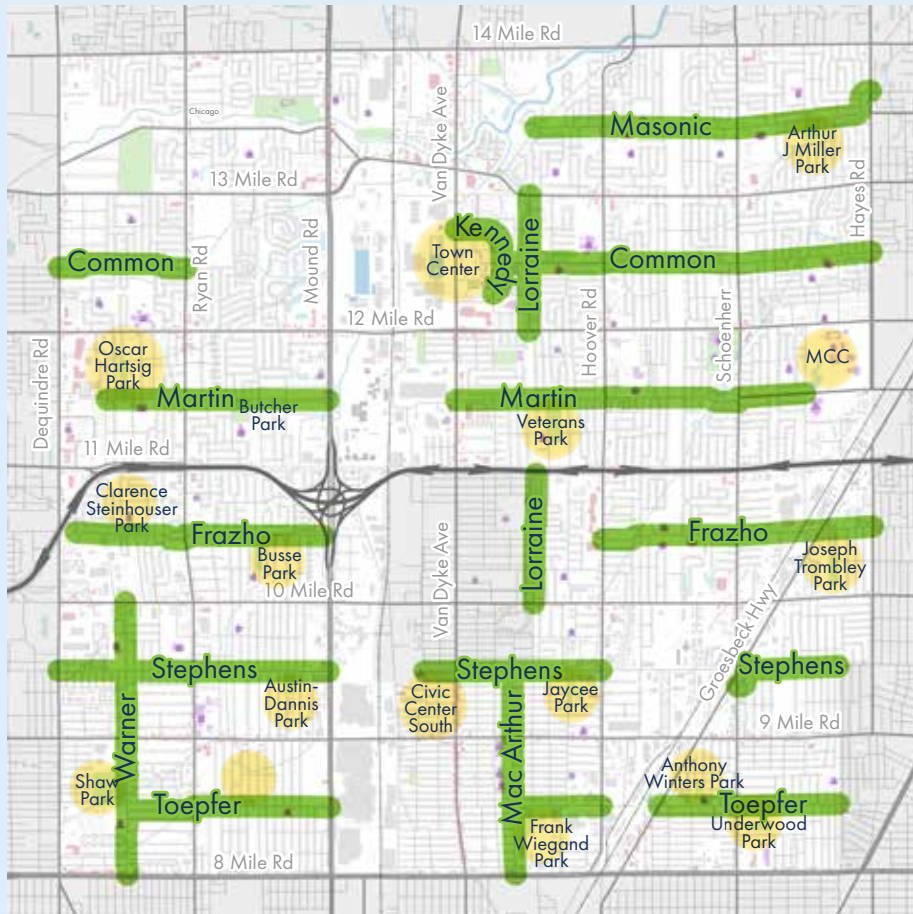 14 Mile Rd
Chicago
Van Dyke Ave
Masonic
Arthur
J Miller
Park
13 Mile Rd
Hayes Rd
Kennedy
Lorraine
Town
Center
Common
Common
Ryan Rd
Mound Rd
12 Mile Rd
Hoover Rd
Schoenherr
Dequindre Rd
Oscar
Hartsig
Park
MCC
Martin
Butcher
Park
Martin
Veterans
Park
11 Mile Rd
Clarence
Steinhouser
Park
Frazho
Busse
Park
Lorraine
Frazho
Joseph
Trombley
Park
10 Mile Rd
Van Dyke Ave
Groesbeck Hwy
Stephens
Stephens
Stephens
Austin-
Dannis
Park
Civic
Center
South
Jaycee
Park
9 Mile Rd
Warner
Mac Arthur
Shaw
Park
Toepfer
Anthony
Winters Park
Toepfer
Underwood
Park
Frank
Wiegand
Park
8 Mile Rd